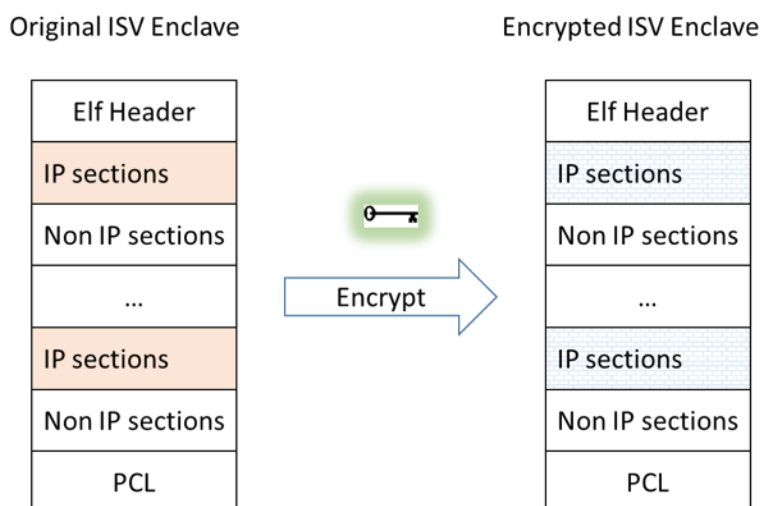 Original ISV Enclave
Encrypted ISV Enclave
Elf Header
IP sections
Non IP sections
...
IP sections
Non IP sections
PCL
Encrypt
Elf Header
IP sections
Non IP sections
...
IP sections
Non IP sections
PCL